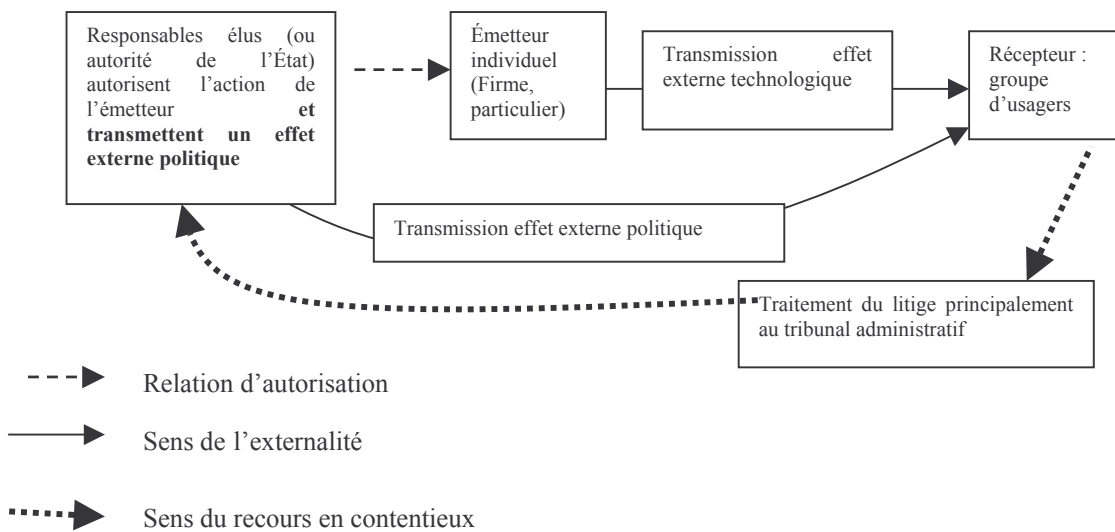 Responsables élus (ou
autorité de l’État)
autorisent l’action de
l’émetteur et
transmettent un effet
externe politique
Émetteur
individuel
(Firme,
particulier)
Transmission effet
externe technologique
Récepteur :
groupe
d’usagers
Transmission effet externe politique
Traitement du litige principalement
au tribunal administratif
Relation d’autorisation
Sens de l’externalité
Sens du recours en contentieux